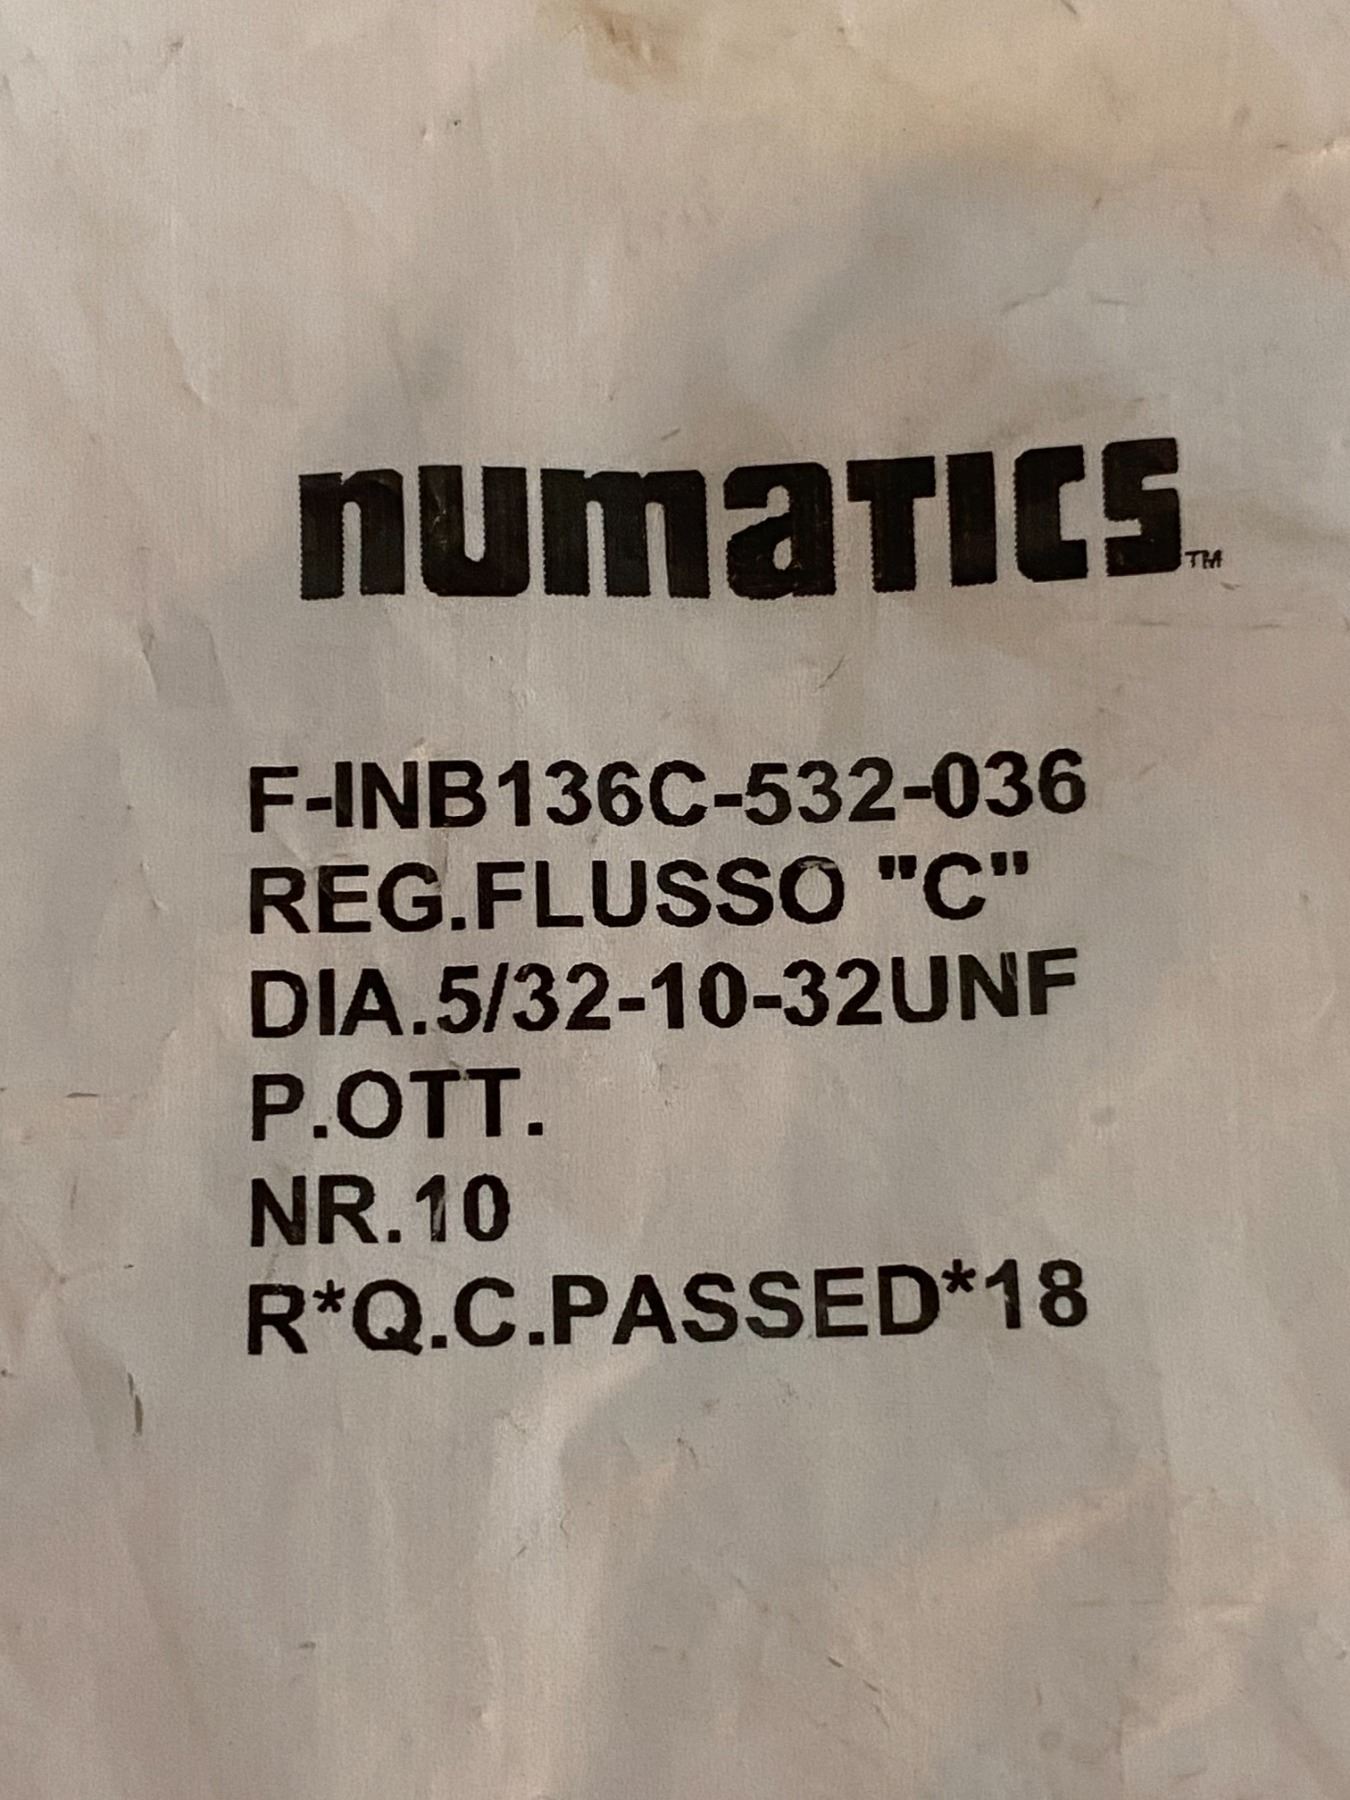 numatics™
F-INB136C-532-036
REG.FLUSSO "C"
DIA.5/32-10-32UNF
P.OTT.
NR.10
R*Q.C.PASSED*18